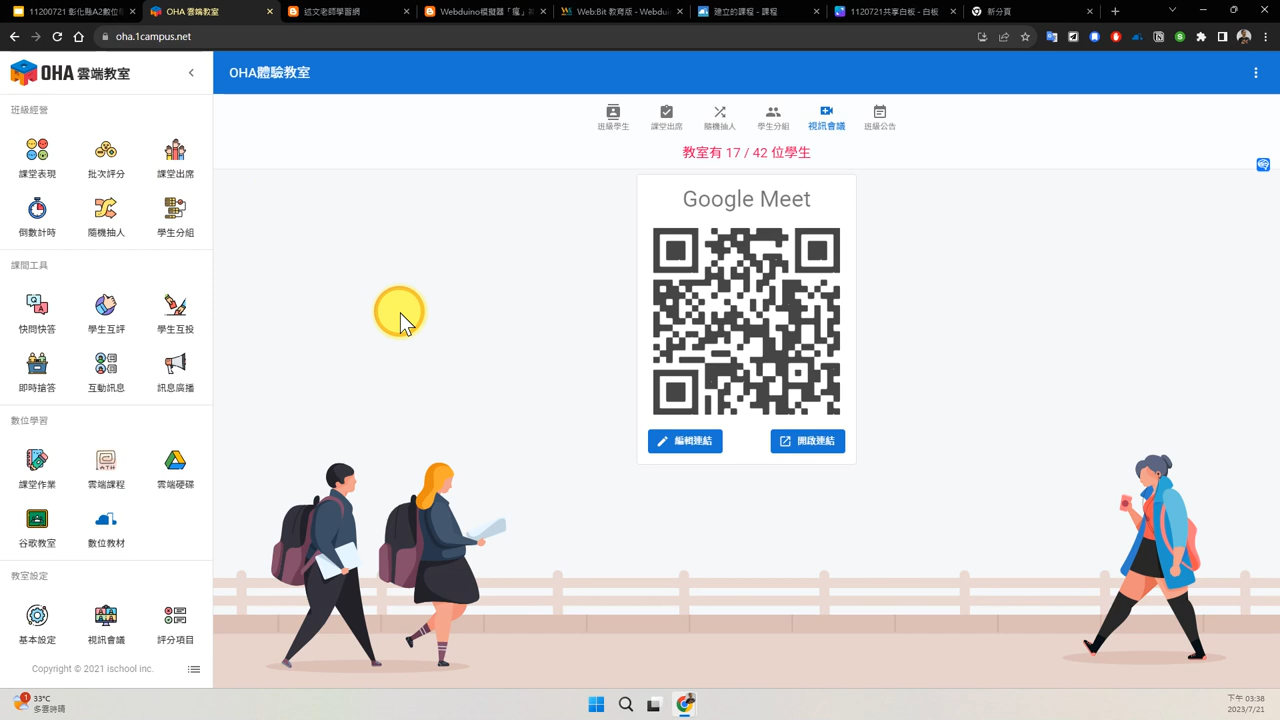 11200721 彰化縣A2數位學
OHA 雲端教室
述文老師學習網
Webduino模擬器「瘋」
Web:Bit 教育版 - Webdui
建立的課程 - 課程
1120721共享白板 - 白板
新分頁
oha.1campus.net
OHA 雲端教室
OHA體驗教室
班級經營
課堂表現
批次評分
課堂出席
倒數計時
隨機抽人
學生分組
課間工具
快問快答
學生互評
學生互投
即時搶答
互動訊息
訊息廣播
數位學習
課堂作業
雲端課程
雲端硬碟
谷歌教室
數位教材
教室設定
基本設定
視訊會議
評分項目
Copyright © 2021 ischool inc.
班級學生
課堂出席
隨機抽人
學生分組
視訊會議
班級公告
教室有 17 / 42 位學生
Google Meet
編輯連結
開啟連結
1
33°C
多雲時晴
下午 03:38
2023/7/21